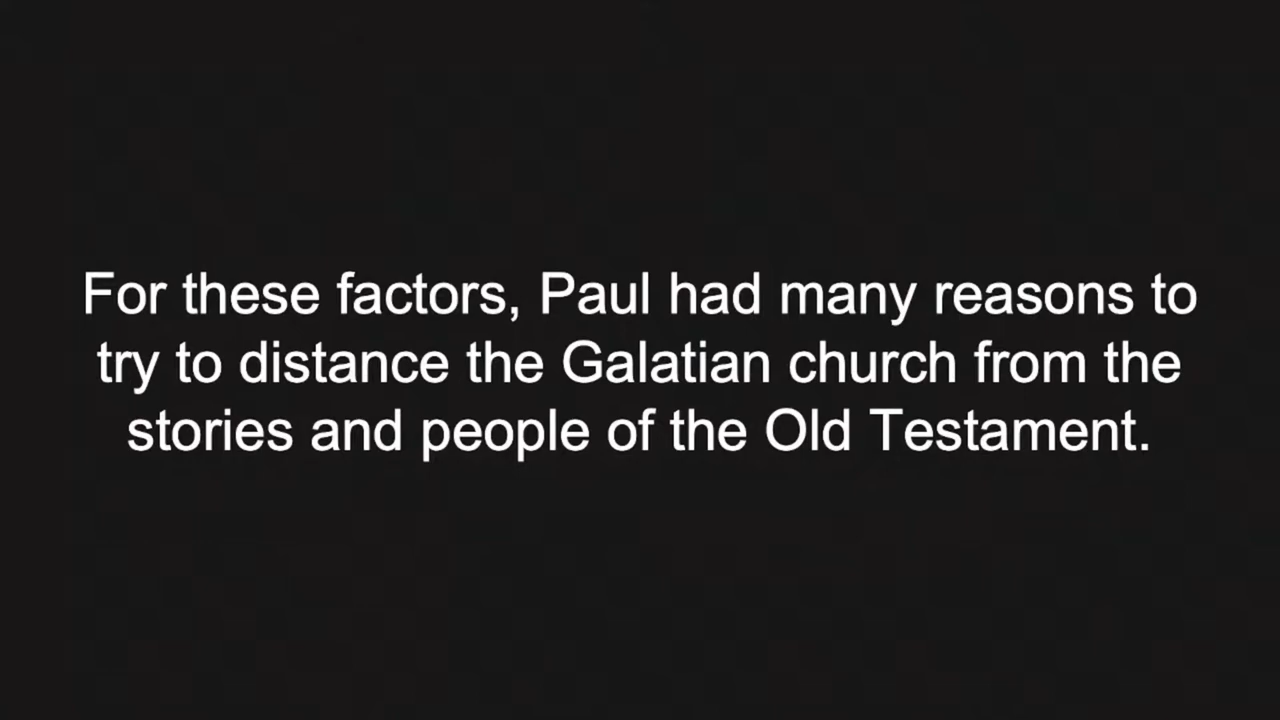 For these factors, Paul had many reasons to
try to distance the Galatian church from the
stories and people of the Old Testament.